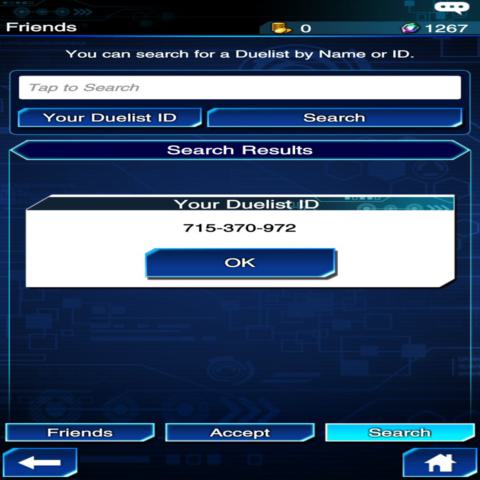 Friends
0
1267
You can search for a Duelist by Name or ID.
Tap to Search
Your Duelist ID
Search
Search Results
Your Duelist ID
715-370-972
OK
Friends
Accept
Search